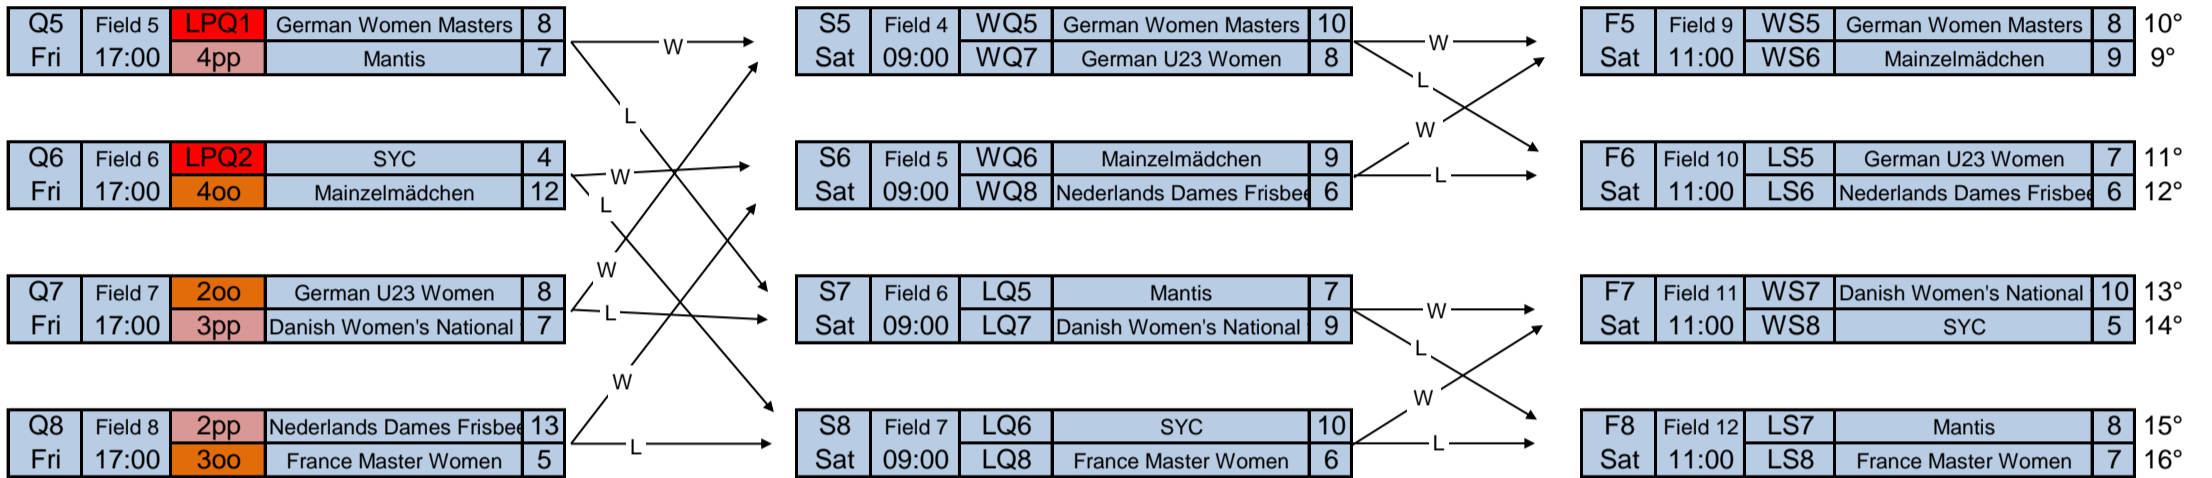 Q5 Field 5 LPQ1 German Women Masters 8
Fri 17:00 4pp Mantis 7
W
L
S5 Field 4 WQ5 German Women Masters 10
Sat 09:00 WQ7 German U23 Women 8
W
L
F5 Field 9 WS5 German Women Masters 8 10°
Sat 11:00 WS6 Mainzelmädchen 9 9°
Q6 Field 6 LPQ2 SYC 4
Fri 17:00 4oo Mainzelmädchen 12
W
L
S6 Field 5 WQ6 Mainzelmädchen 9
Sat 09:00 WQ8 Nederlands Dames Frisbee 6
W
L
F6 Field 10 LS5 German U23 Women 7 11°
Sat 11:00 LS6 Nederlands Dames Frisbee 6 12°
Q7 Field 7 2oo German U23 Women 8
Fri 17:00 3pp Danish Women's National 7
W
L
S7 Field 6 LQ5 Mantis 7
Sat 09:00 LQ7 Danish Women's National 9
W
L
F7 Field 11 WS7 Danish Women's National 10 13°
Sat 11:00 WS8 SYC 5 14°
Q8 Field 8 2pp Nederlands Dames Frisbee 13
Fri 17:00 3oo France Master Women 5
W
L
S8 Field 7 LQ6 SYC 10
Sat 09:00 LQ8 France Master Women 6
W
L
F8 Field 12 LS7 Mantis 8 15°
Sat 11:00 LS8 France Master Women 7 16°